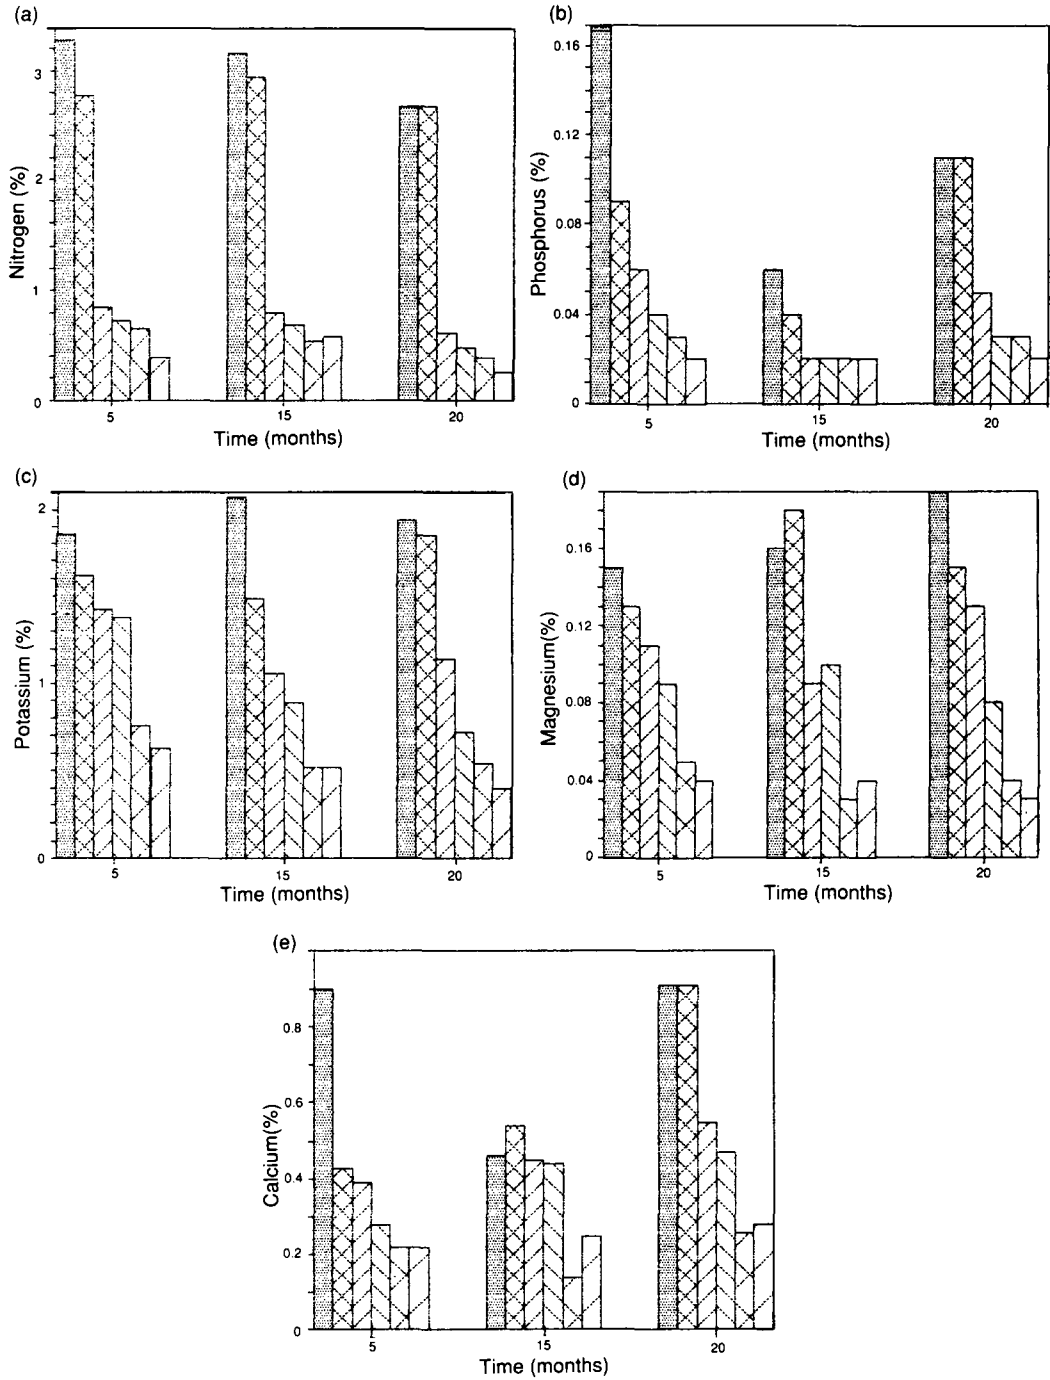 (a)
Nitrogen (%)
3
2
1
0
5
15
20
Time (months)
(b)
Phosphorus (%)
0.16
0.12
0.08
0.04
0
5
15
20
Time (months)
(c)
Potassium (%)
2
1
0
5
15
20
Time (months)
(d)
Magnesium(%)
0.16
0.12
0.08
0.04
0
5
15
20
Time (months)
(e)
Calcium(%)
0.8
0.6
0.4
0.2
0
5
15
20
Time (months)